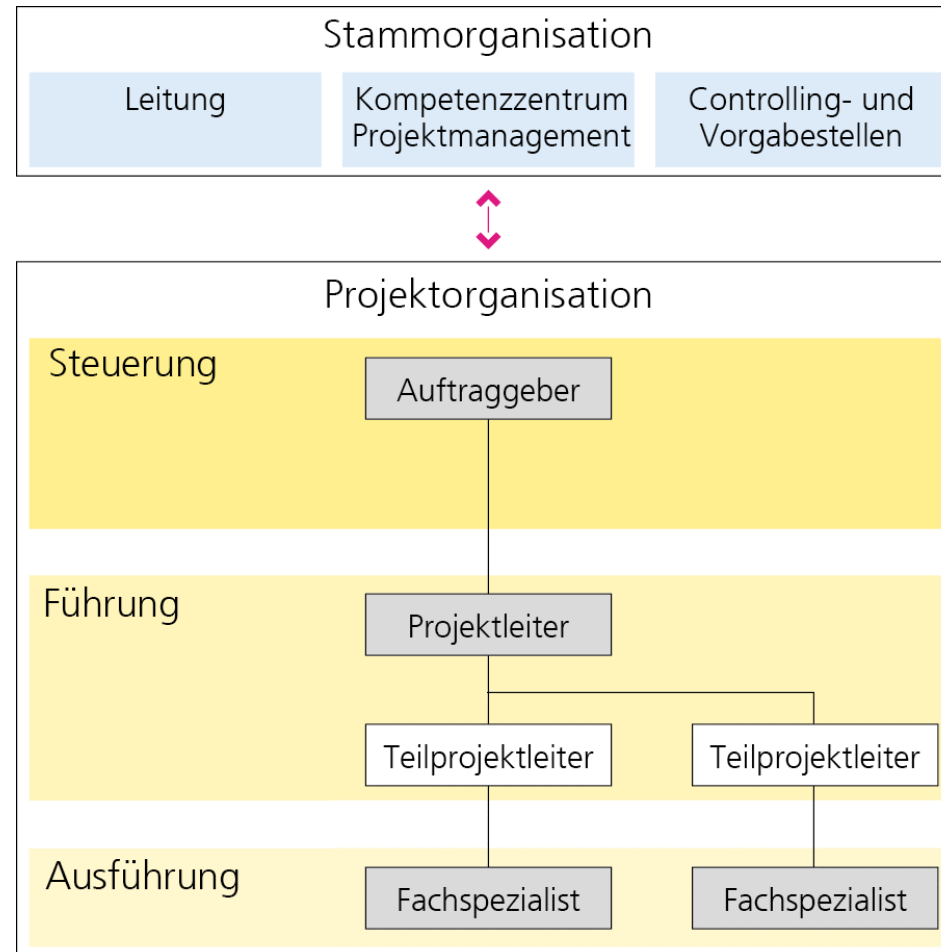 Stammorganisation
Leitung
Kompetenzzentrum
Projektmanagement
Controlling- und
Vorgabestellen
Projektorganisation
Steuerung
Auftraggeber
Führung
Projektleiter
Teilprojektleiter
Teilprojektleiter
Ausführung
Fachspezialist
Fachspezialist